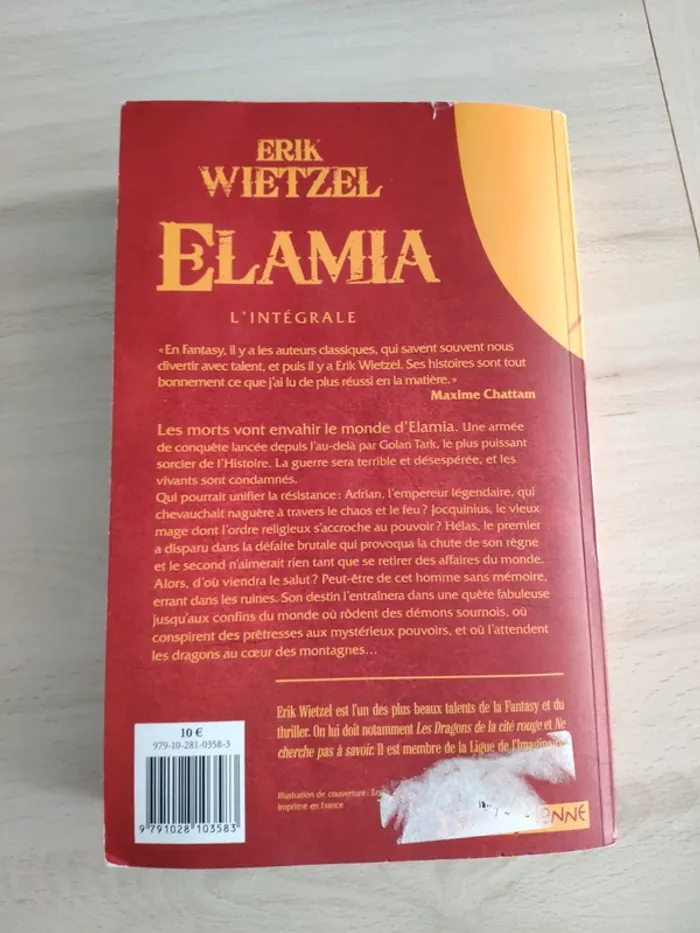 ERIK
WIETZEL
ELAMIA
L'INTÉGRALE
« En Fantasy, il y a les auteurs classiques, qui savent souvent nous
divertir avec talent, et puis il y a Erik Wietzel. Ses histoires sont tout
bonnement ce que j'ai lu de plus réussi en la matière. »
Maxime Chattam
Les morts vont envahir le monde d'Elamia. Une armée
de conquête lancée depuis l'au-delà par Golan Tark, le plus puissant
sorcier de l'Histoire. La guerre sera terrible et désespérée, et les
vivants sont condamnés.
Qui pourrait unifier la résistance : Adrian, l'empereur légendaire, qui
chevauchait naguère à travers le chaos et le feu ? Jocquinius, le vieux
mage dont l'ordre religieux s'accroche au pouvoir ? Hélas, le premier
a disparu dans la défaite brutale qui provoqua la chute de son règne
et le second n'aimerait rien tant que se retirer des affaires du monde.
Alors, d'où viendra le salut ? Peut-être de cet homme sans mémoire,
errant dans les ruines. Son destin l'entraînera dans une quête fabuleuse
jusqu'aux confins du monde où rôdent des démons sournois, où
conspirent des prêtresses aux mystérieux pouvoirs, et où l'attendent
les dragons au cœur des montagnes...
Erik Wietzel est l'un des plus beaux talents de la Fantasy et du
thriller. On lui doit notamment Les Dragons de la cité rouge et Ne
cherche pas à savoir. Il est membre de la Ligue de
10 €
979-10-281-0358-3
Illustration de couverture :
Imprimé en France
9 791028 103583